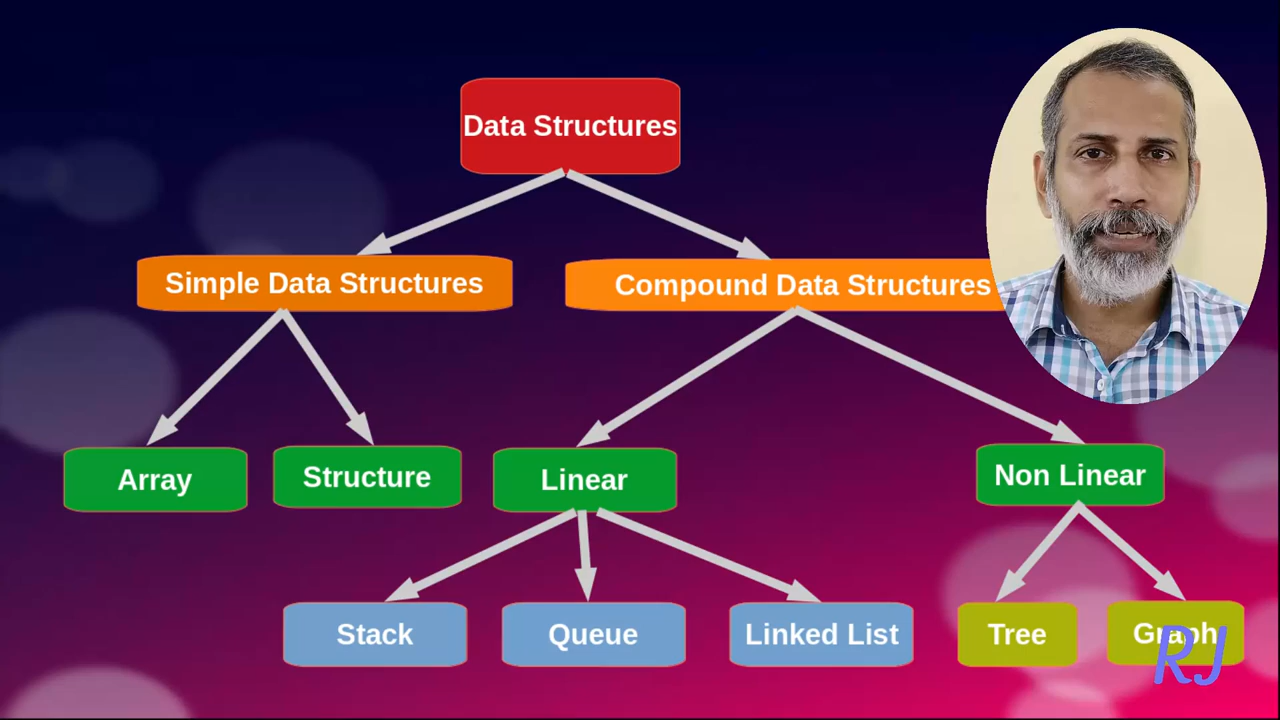 Data Structures
Simple Data Structures
Compound Data Structures
Array
Structure
Linear
Non Linear
Stack
Queue
Linked List
Tree
Graph
RJ